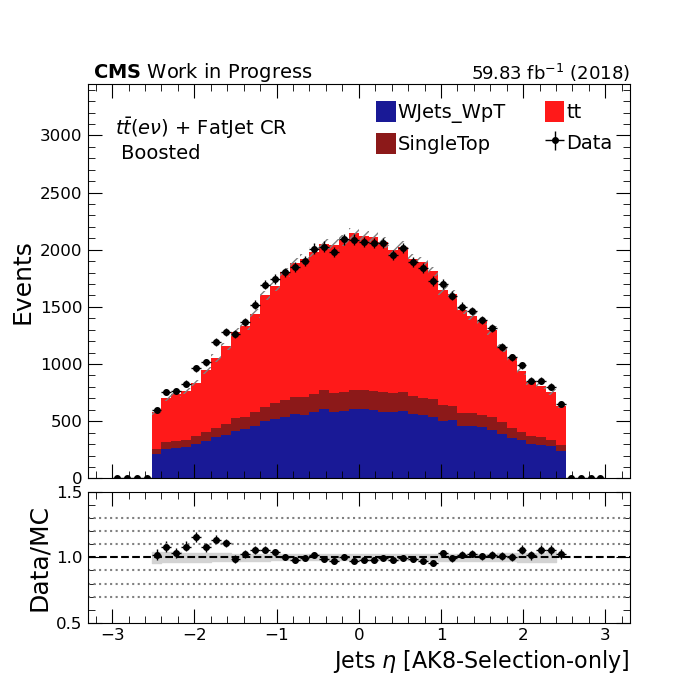 CMS Work in Progress 59.83 fb⁻¹ (2018)
tt̄(eν) + FatJet CR
Boosted
WJets_WpT tt
SingleTop Data
Events
3000
2500
2000
1500
1000
500
0
Data/MC
1.5
1.0
0.5
−3 −2 −1 0 1 2 3
Jets η [AK8-Selection-only]